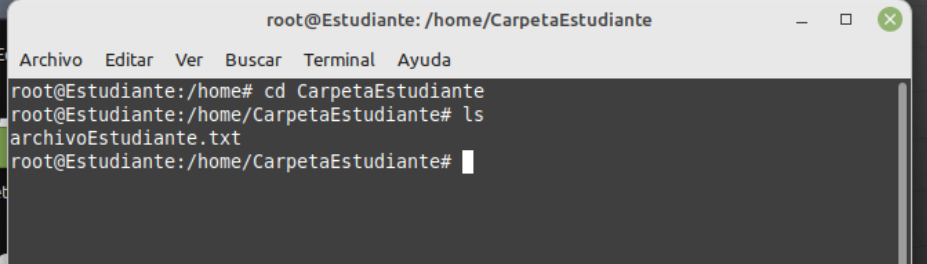 root@Estudiante: /home/CarpetaEstudiante
Archivo Editar Ver Buscar Terminal Ayuda
root@Estudiante:/home# cd CarpetaEstudiante
root@Estudiante:/home/CarpetaEstudiante# ls
archivoEstudiante.txt
root@Estudiante:/home/CarpetaEstudiante#